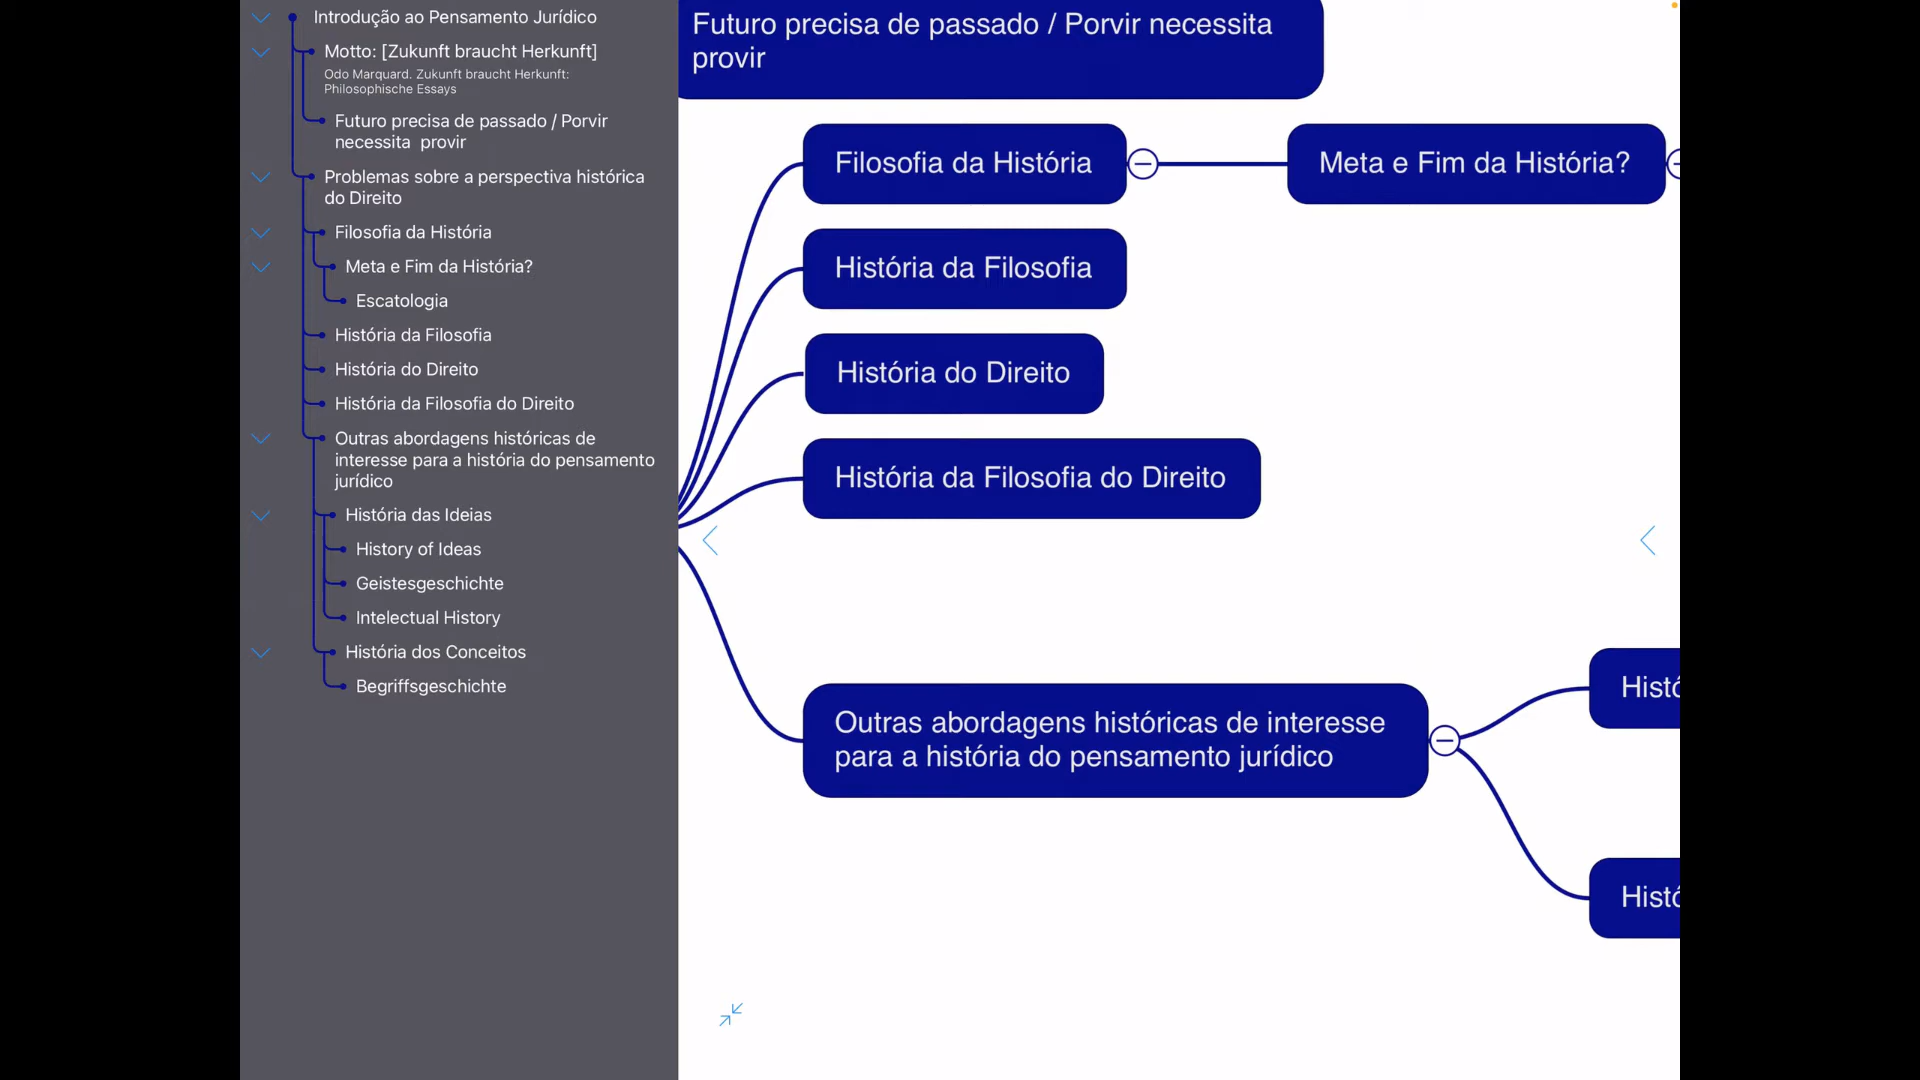 Introdução ao Pensamento Jurídico
Motto: [Zukunft braucht Herkunft]
Odo Marquard. Zukunft braucht Herkunft:
Philosophische Essays
Futuro precisa de passado / Porvir
necessita  provir
Problemas sobre a perspectiva histórica
do Direito
Filosofia da História
Meta e Fim da História?
Escatologia
História da Filosofia
História do Direito
História da Filosofia do Direito
Outras abordagens históricas de
interesse para a história do pensamento
jurídico
História das Ideias
History of Ideas
Geistesgeschichte
Intelectual History
História dos Conceitos
Begriffsgeschichte
Futuro precisa de passado / Porvir necessita
provir
Filosofia da História
Meta e Fim da História?
História da Filosofia
História do Direito
História da Filosofia do Direito
Outras abordagens históricas de interesse
para a história do pensamento jurídico
Histó
Histó